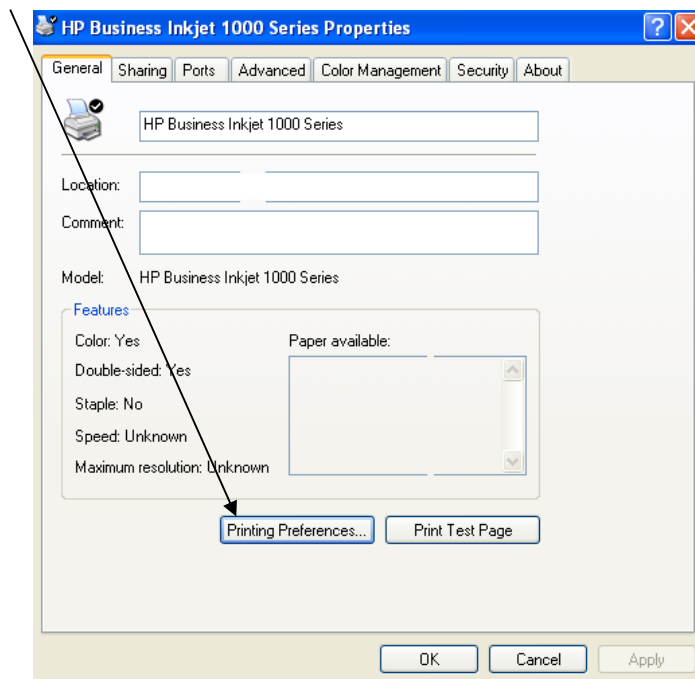 HP Business Inkjet 1000 Series Properties
?
General Sharing Ports Advanced Color Management Security About
HP Business Inkjet 1000 Series
Location:
Comment:
Model: HP Business Inkjet 1000 Series
Features
Color: Yes Paper available:
Double-sided: Yes
Staple: No
Speed: Unknown
Maximum resolution: Unknown
Printing Preferences... Print Test Page
OK Cancel Apply